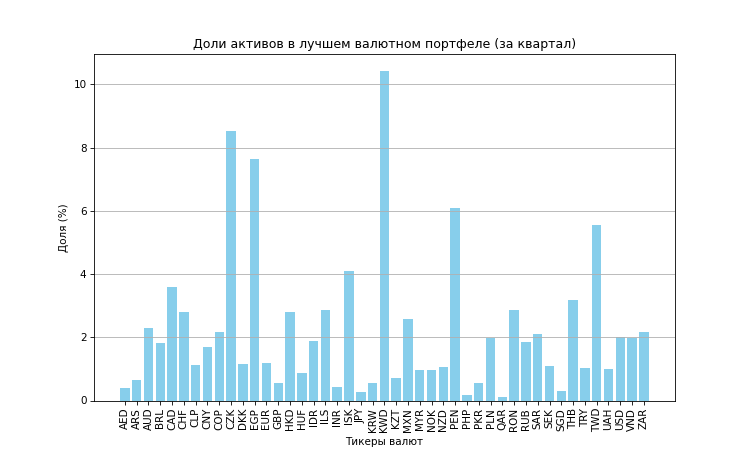 Доли активов в лучшем валютном портфеле (за квартал)
Доля (%)
10
8
6
4
2
0
AED ARS AUD BRL CAD CHF CLP CNY COP CZK DKK EGP EUR GBP HKD HUF IDR ILS INR ISK JPY KRW KWD KZT MXN MYR NOK NZD PEN PHP PKR PLN QAR RON RUB SAR SEK SGD THB TRY TWD UAH USD VND ZAR
Тикеры валют